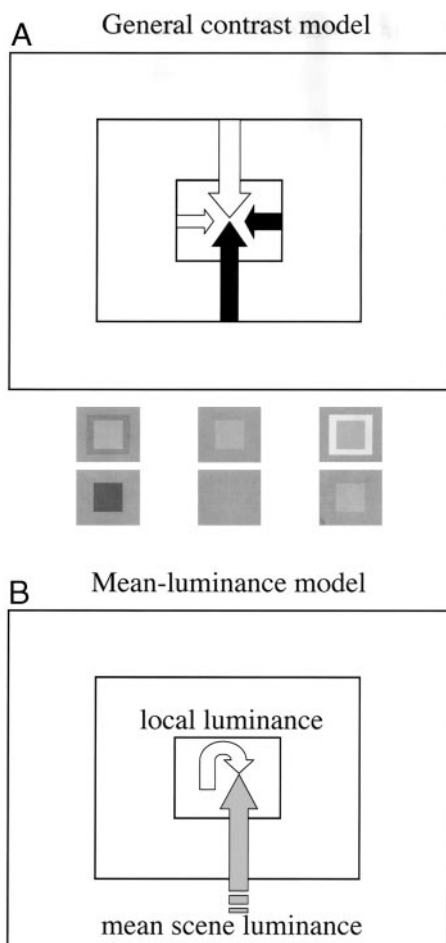 A
General contrast model
B
Mean-luminance model
local luminance
mean scene luminance